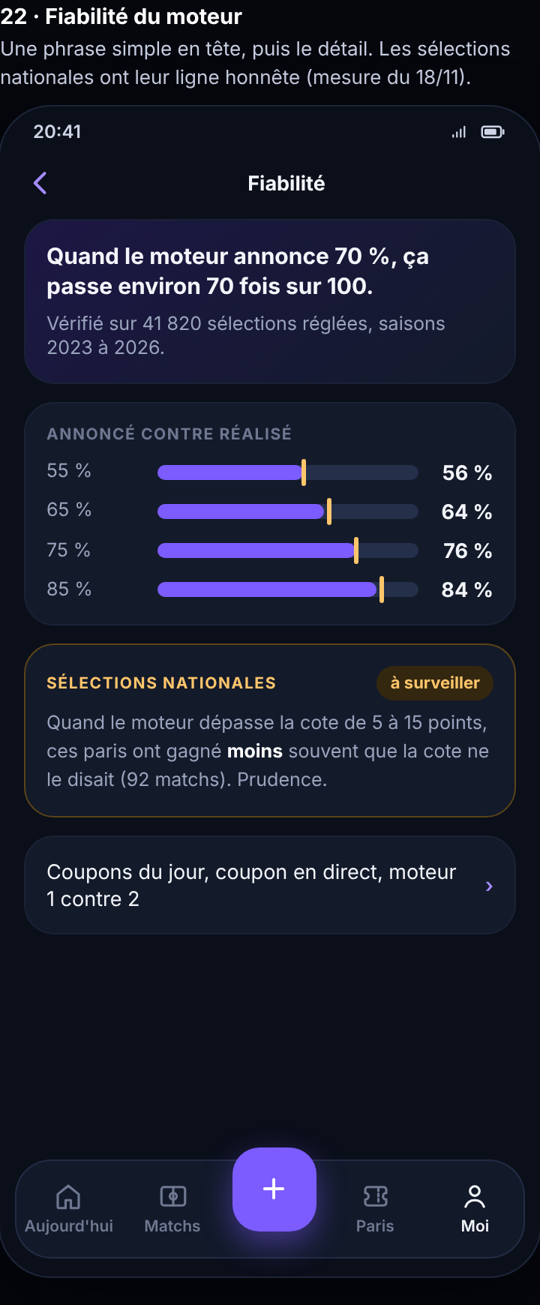 22 · Fiabilité du moteur
Une phrase simple en tête, puis le détail. Les sélections
nationales ont leur ligne honnête (mesure du 18/11).
20:41
Fiabilité
Quand le moteur annonce 70 %, ça
passe environ 70 fois sur 100.
Vérifié sur 41 820 sélections réglées, saisons
2023 à 2026.
ANNONCÉ CONTRE RÉALISÉ
55 % 56 %
65 % 64 %
75 % 76 %
85 % 84 %
SÉLECTIONS NATIONALES à surveiller
Quand le moteur dépasse la cote de 5 à 15 points,
ces paris ont gagné moins souvent que la cote ne
le disait (92 matchs). Prudence.
Coupons du jour, coupon en direct, moteur
1 contre 2
Aujourd'hui Matchs Paris Moi